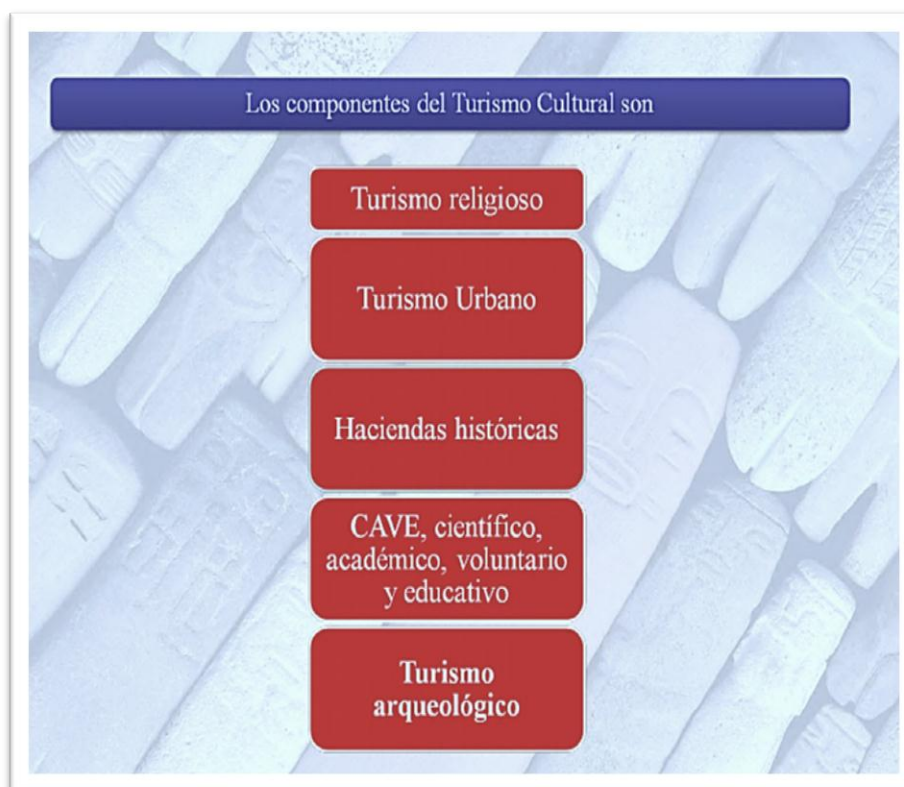 Los componentes del Turismo Cultural son
Turismo religioso
Turismo Urbano
Haciendas históricas
CAVE, científico,
académico, voluntario
y educativo
Turismo
arqueológico